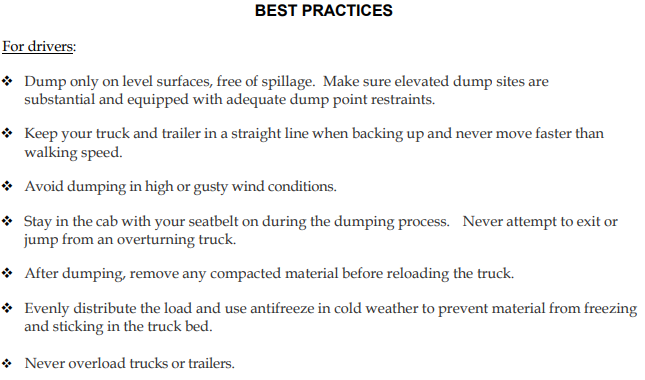 BEST PRACTICES
For drivers:
❖ Dump only on level surfaces, free of spillage. Make sure elevated dump sites are
substantial and equipped with adequate dump point restraints.
❖ Keep your truck and trailer in a straight line when backing up and never move faster than
walking speed.
❖ Avoid dumping in high or gusty wind conditions.
❖ Stay in the cab with your seatbelt on during the dumping process. Never attempt to exit or
jump from an overturning truck.
❖ After dumping, remove any compacted material before reloading the truck.
❖ Evenly distribute the load and use antifreeze in cold weather to prevent material from freezing
and sticking in the truck bed.
❖ Never overload trucks or trailers.